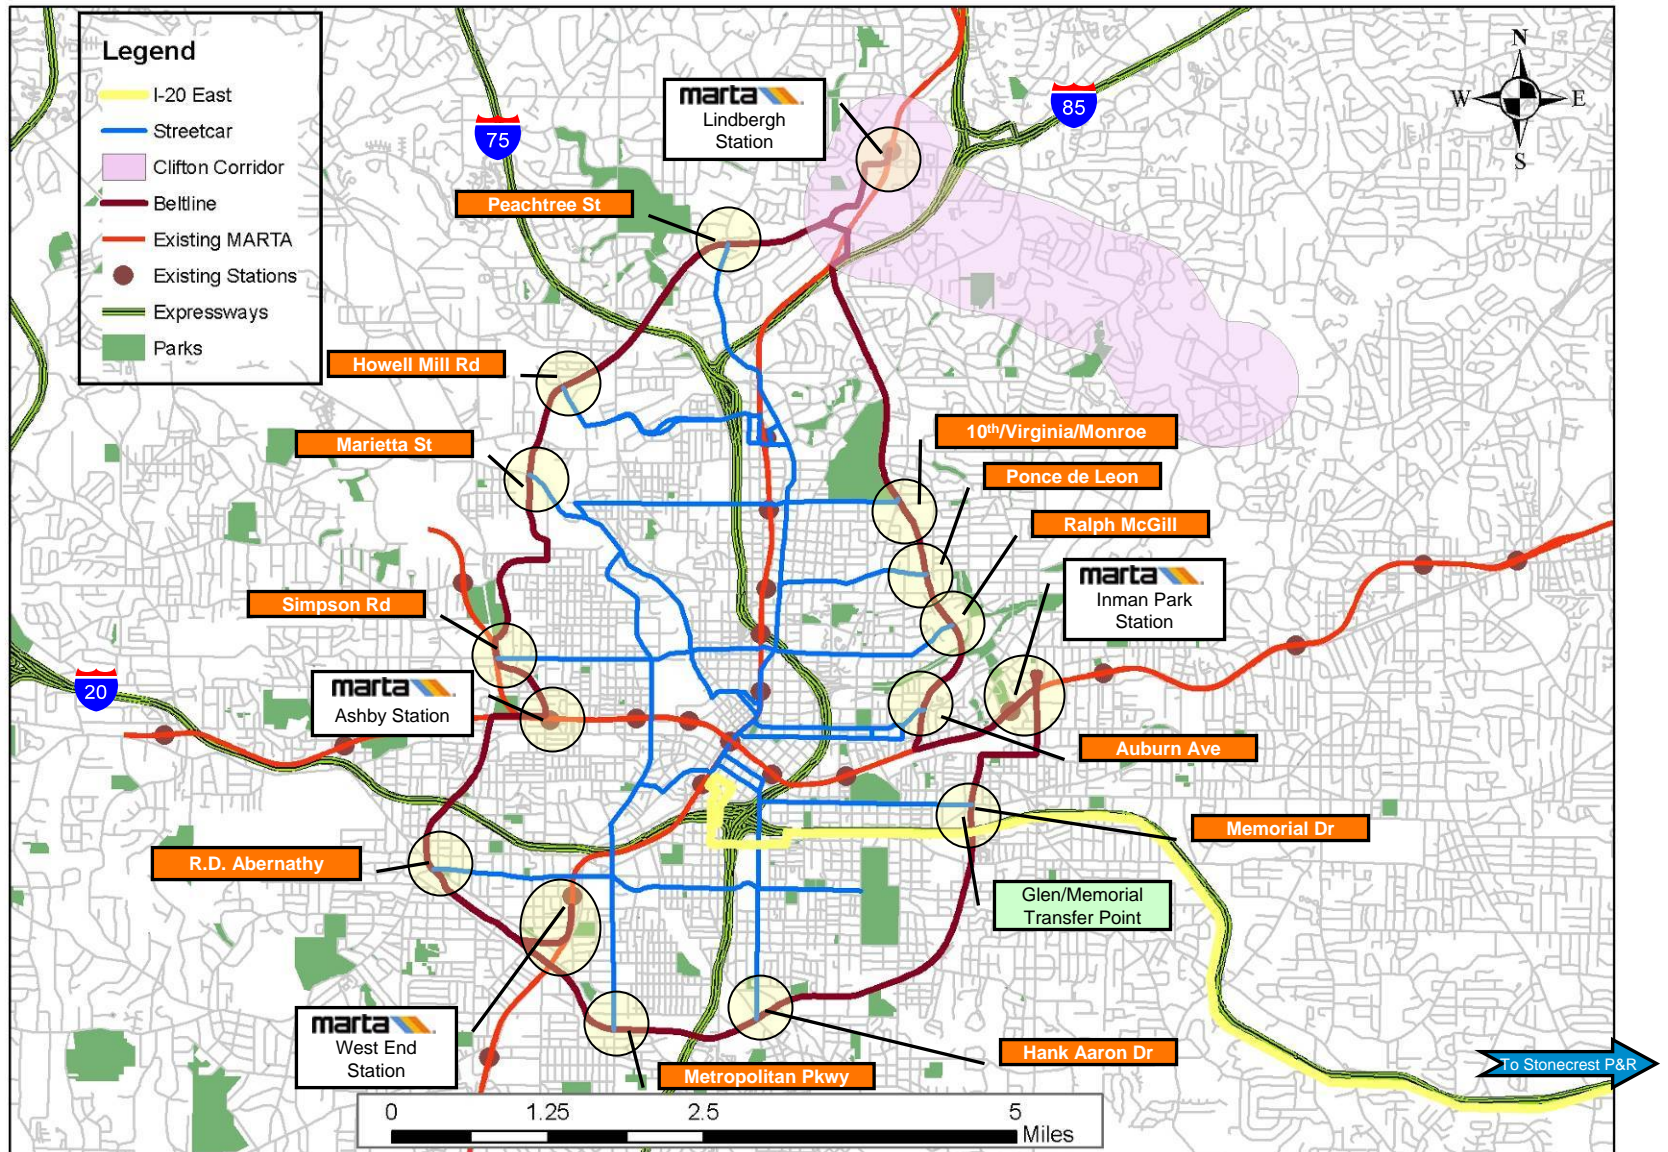 Legend
I-20 East
Streetcar
Clifton Corridor
Beltline
Existing MARTA
Existing Stations
Expressways
Parks
marta
Lindbergh
Station
75
85
N
W E
S
Peachtree St
Howell Mill Rd
Marietta St
10th/Virginia/Monroe
Ponce de Leon
Ralph McGill
marta
Inman Park
Station
Simpson Rd
20
marta
Ashby Station
Auburn Ave
Memorial Dr
R.D. Abernathy
Glen/Memorial
Transfer Point
marta
West End
Station
Hank Aaron Dr
Metropolitan Pkwy
To Stonecrest P&R
0 1.25 2.5 5
Miles